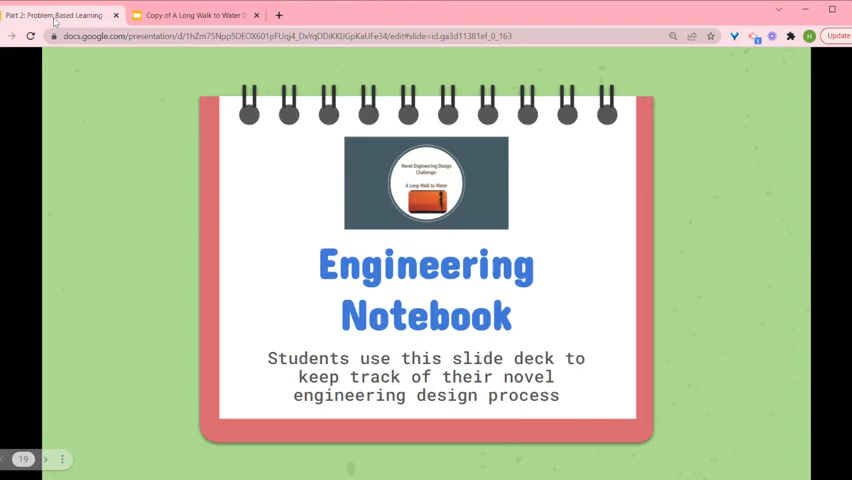 Part 2: Problem Based Learning
Copy of A Long Walk to Water D
docs.google.com/presentation/d/1hZm75Npp5DEOX601pFUqj4_DxYqDDiKKlJGpKaUFe34/edit#slide=id.ga3d11381ef_0_163
1
H
Update
Novel Engineering Design
Challenge:
A Long Walk to Water
Engineering
Notebook
Students use this slide deck to
keep track of their novel
engineering design process
19